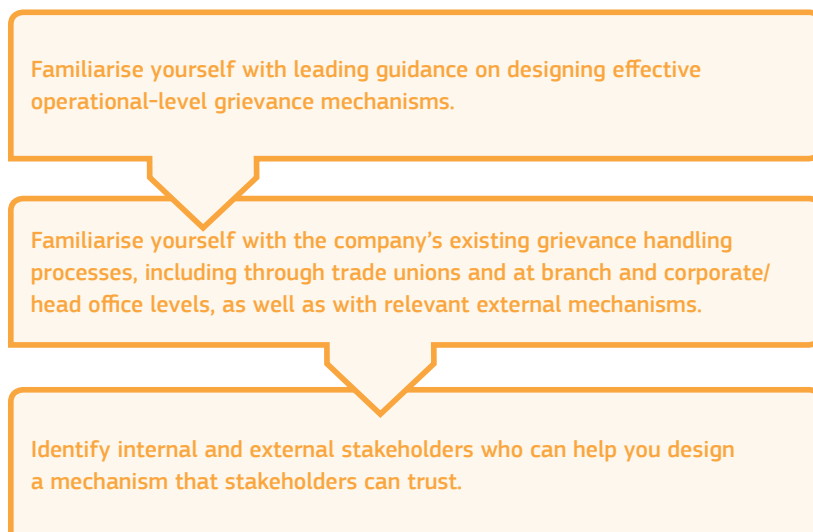 Familiarise yourself with leading guidance on designing effective
operational-level grievance mechanisms.
Familiarise yourself with the company's existing grievance handling
processes, including through trade unions and at branch and corporate/
head office levels, as well as with relevant external mechanisms.
Identify internal and external stakeholders who can help you design
a mechanism that stakeholders can trust.